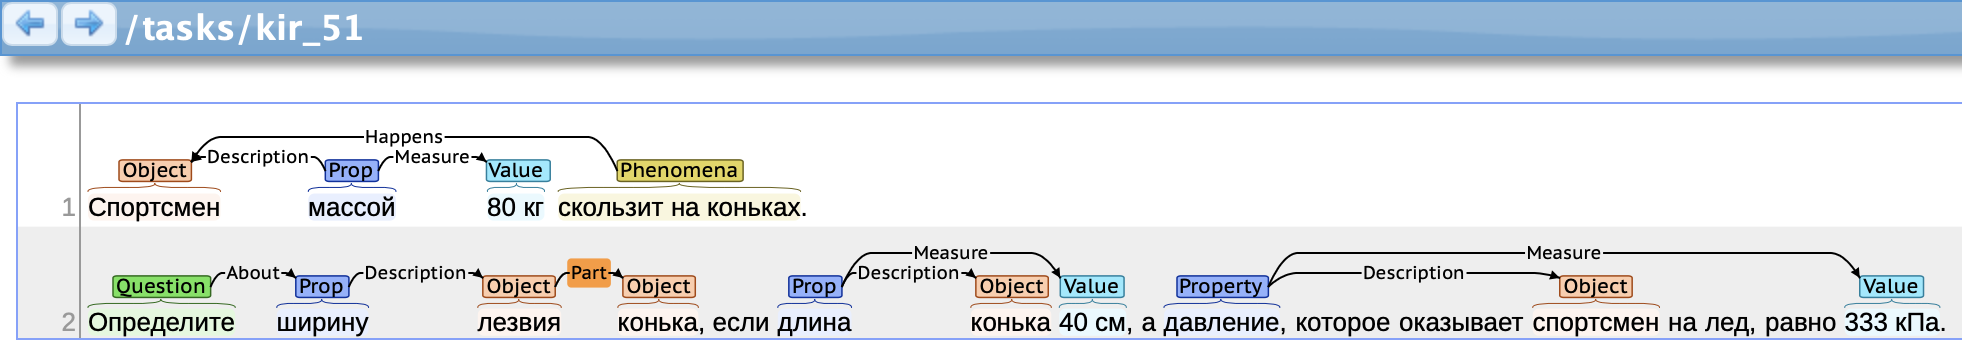 /tasks/kir_51
Happens
Description Measure
Object Prop Value Phenomena
1 Спортсмен массой 80 кг скользит на коньках.
Measure Measure
About Description Part Description Description
Question Prop Object Object Prop Object Value Property Object Value
2 Определите ширину лезвия конька, если длина конька 40 см, а давление, которое оказывает спортсмен на лед, равно 333 кПа.